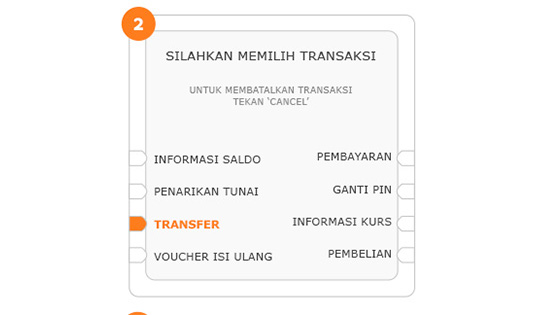 2
SILAHKAN MEMILIH TRANSAKSI
UNTUK MEMBATALKAN TRANSAKSI
TEKAN 'CANCEL'
INFORMASI SALDO
PEMBAYARAN
PENARIKAN TUNAI
GANTI PIN
TRANSFER
INFORMASI KURS
VOUCHER ISI ULANG
PEMBELIAN